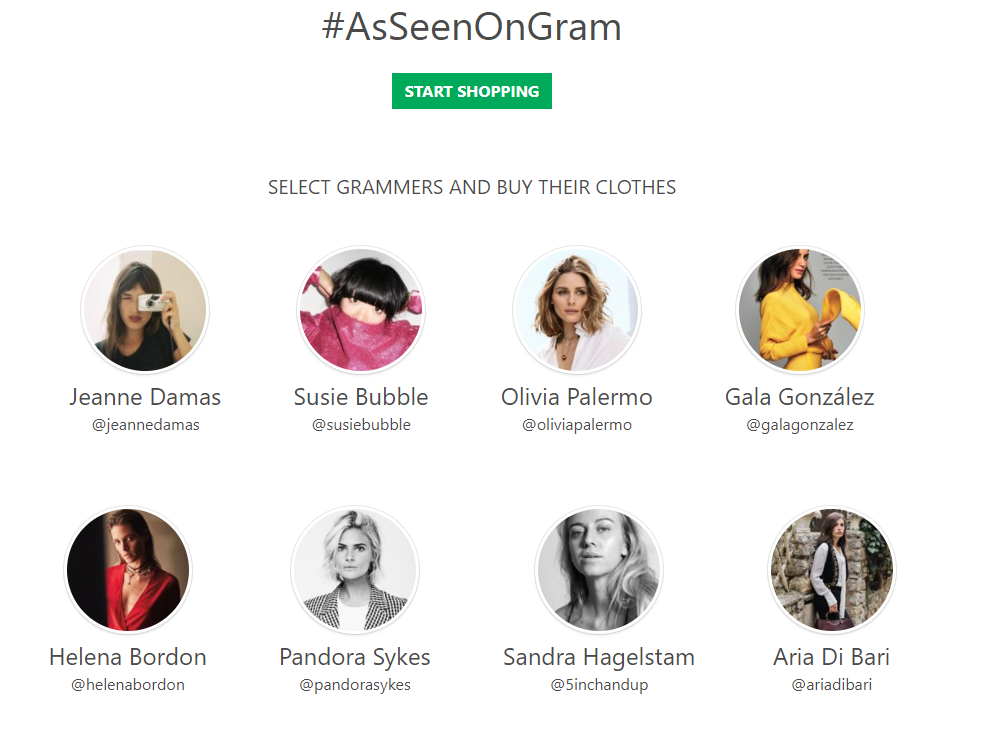 #AsSeenOnGram
START SHOPPING
SELECT GRAMMERS AND BUY THEIR CLOTHES
Jeanne Damas Susie Bubble Olivia Palermo Gala González
@jeannedamas @susiebubble @oliviapalermo @galagonzalez
Helena Bordon Pandora Sykes Sandra Hagelstam Aria Di Bari
@helenabordon @pandorasykes @5inchandup @ariadibari